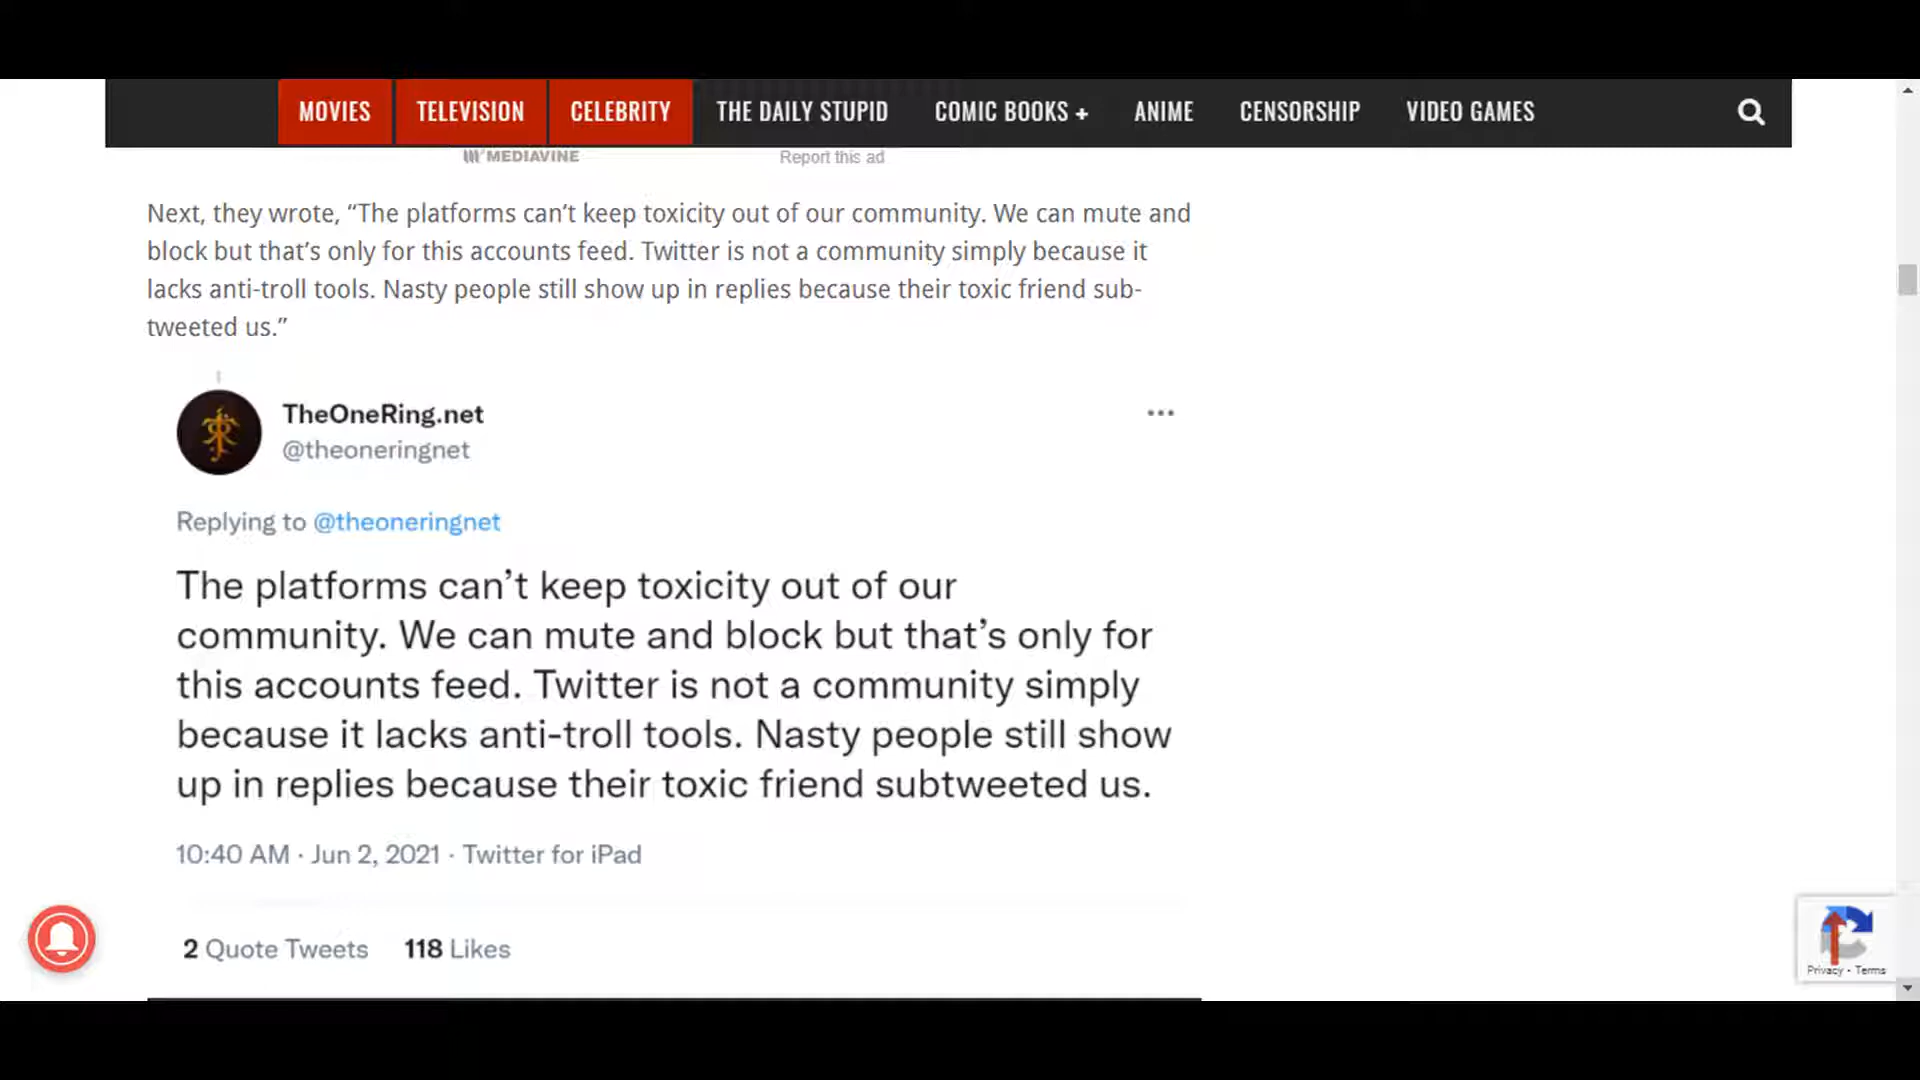 MOVIES TELEVISION CELEBRITY THE DAILY STUPID COMIC BOOKS + ANIME CENSORSHIP VIDEO GAMES
MEDIAVINE Report this ad
Next, they wrote, “The platforms can’t keep toxicity out of our community. We can mute and
block but that’s only for this accounts feed. Twitter is not a community simply because it
lacks anti-troll tools. Nasty people still show up in replies because their toxic friend sub-
tweeted us.”
TheOneRing.net
@theoneringnet
Replying to @theoneringnet
The platforms can’t keep toxicity out of our
community. We can mute and block but that’s only for
this accounts feed. Twitter is not a community simply
because it lacks anti-troll tools. Nasty people still show
up in replies because their toxic friend subtweeted us.
10:40 AM · Jun 2, 2021 · Twitter for iPad
2 Quote Tweets 118 Likes
Privacy - Terms